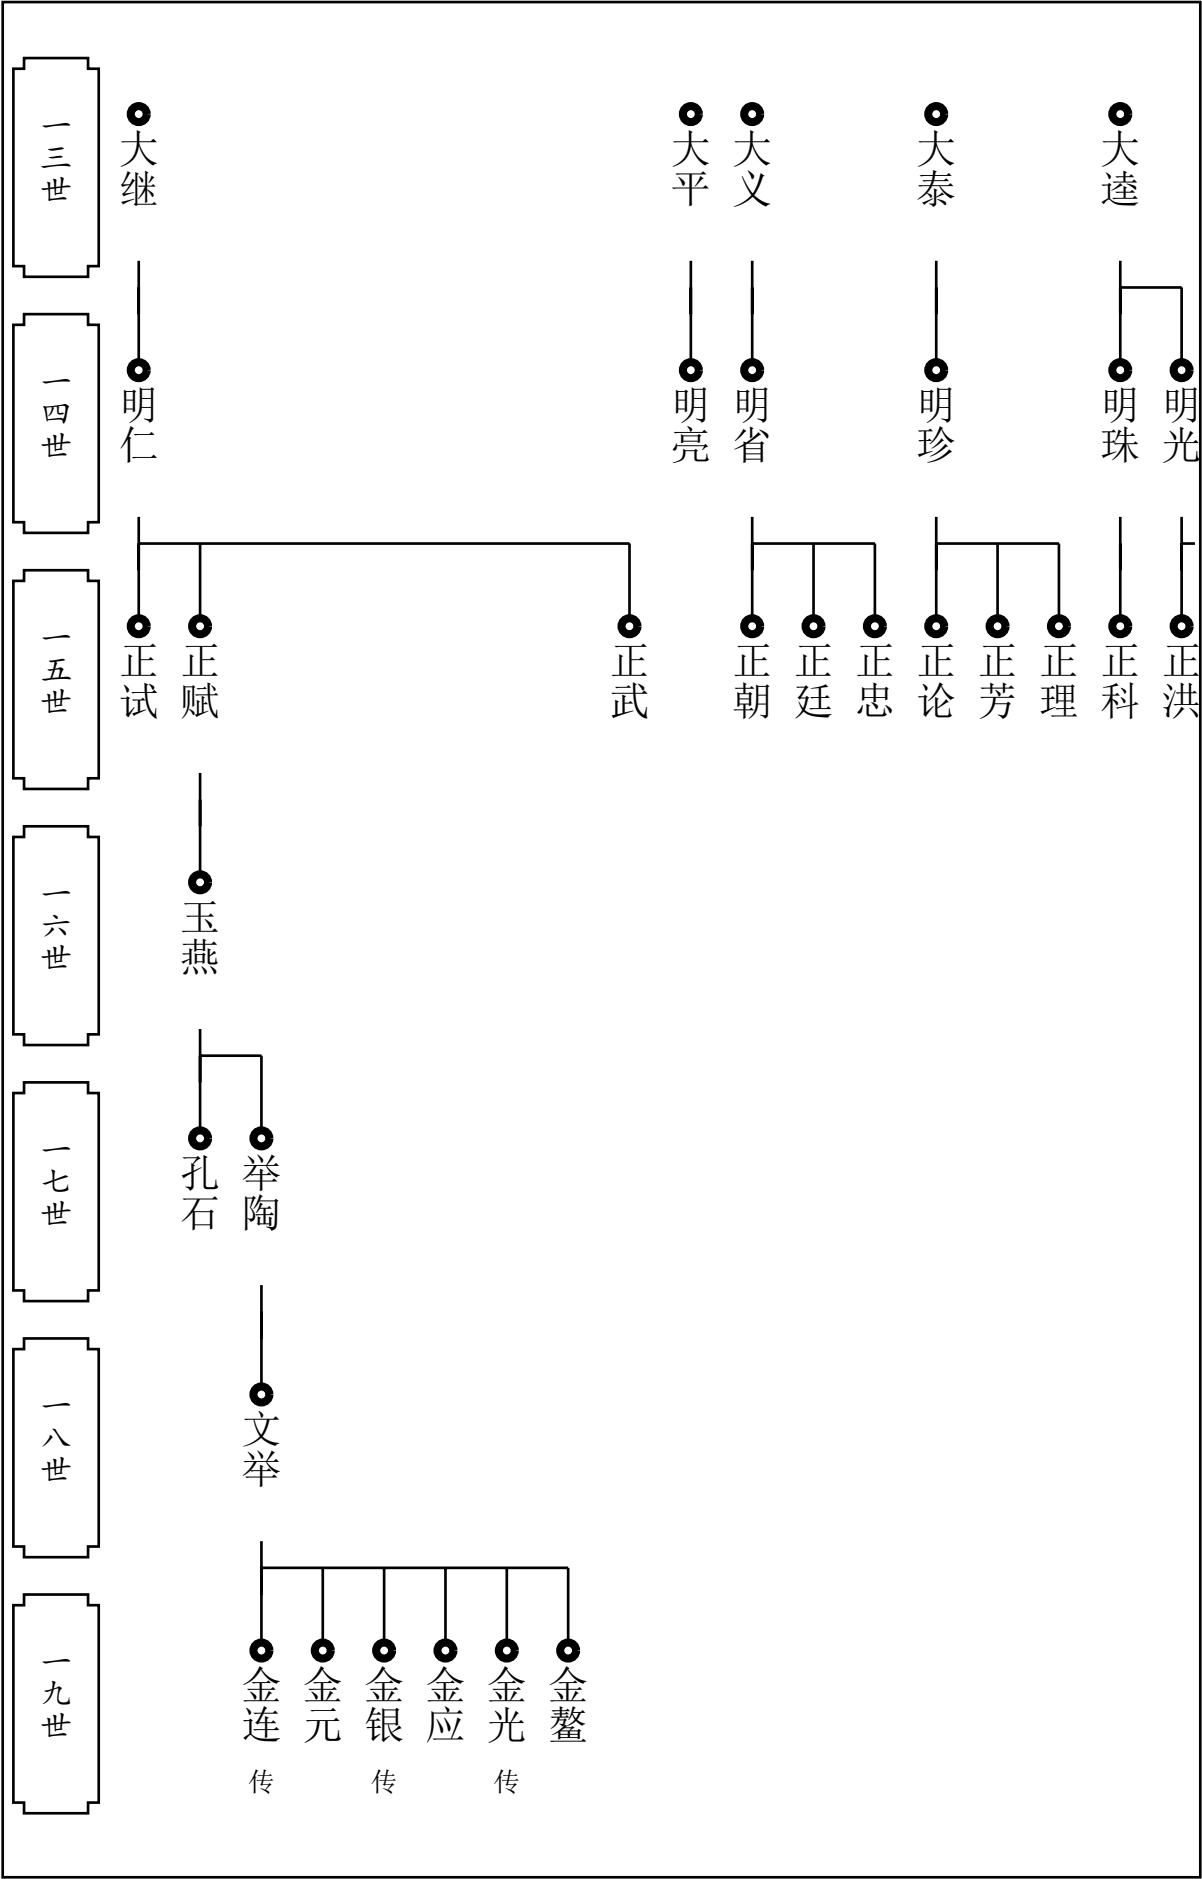 一三世
大继
大平
大义
大泰
大逵
一四世
明仁
明亮
明省
明珍
明珠
明光
一五世
正试
正赋
正武
正朝
正廷
正忠
正论
正芳
正理
正科
正洪
一六世
玉燕
一七世
孔石
举陶
一八世
文举
一九世
金连
金元
金银
金应
金光
金鳌
传
传
传